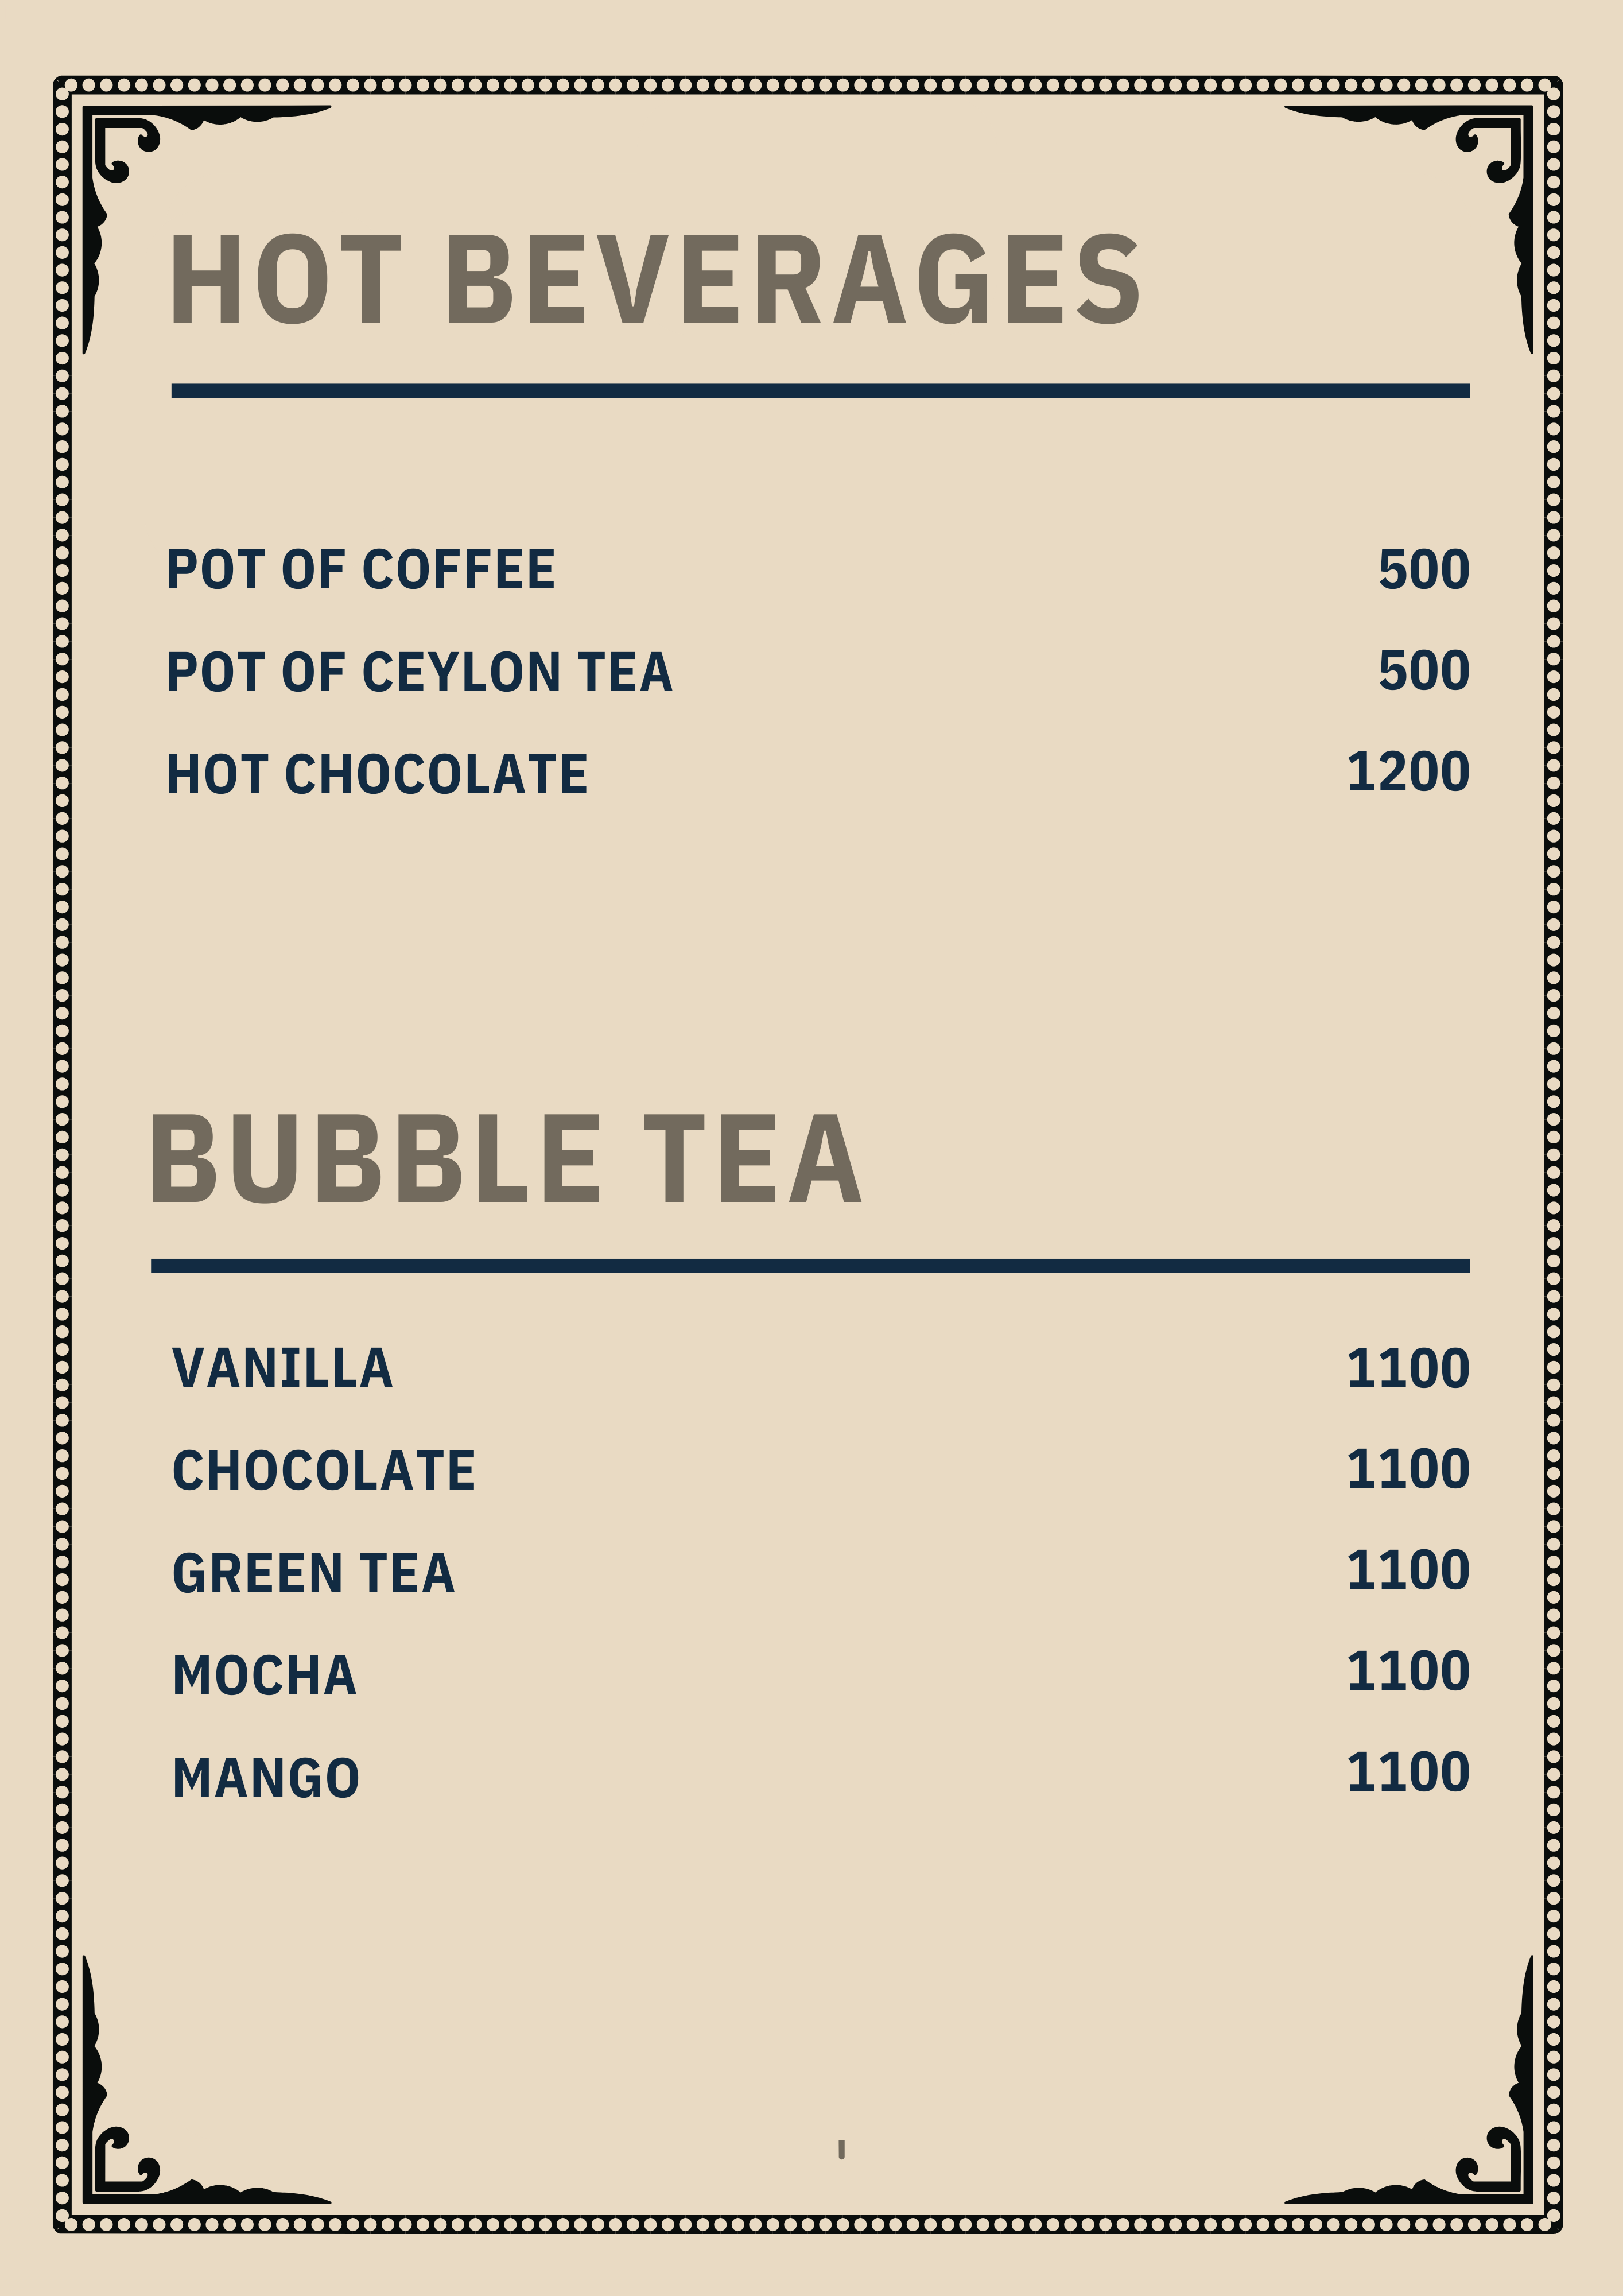 HOT BEVERAGES
POT OF COFFEE 500
POT OF CEYLON TEA 500
HOT CHOCOLATE 1200
BUBBLE TEA
VANILLA 1100
CHOCOLATE 1100
GREEN TEA 1100
MOCHA 1100
MANGO 1100
'